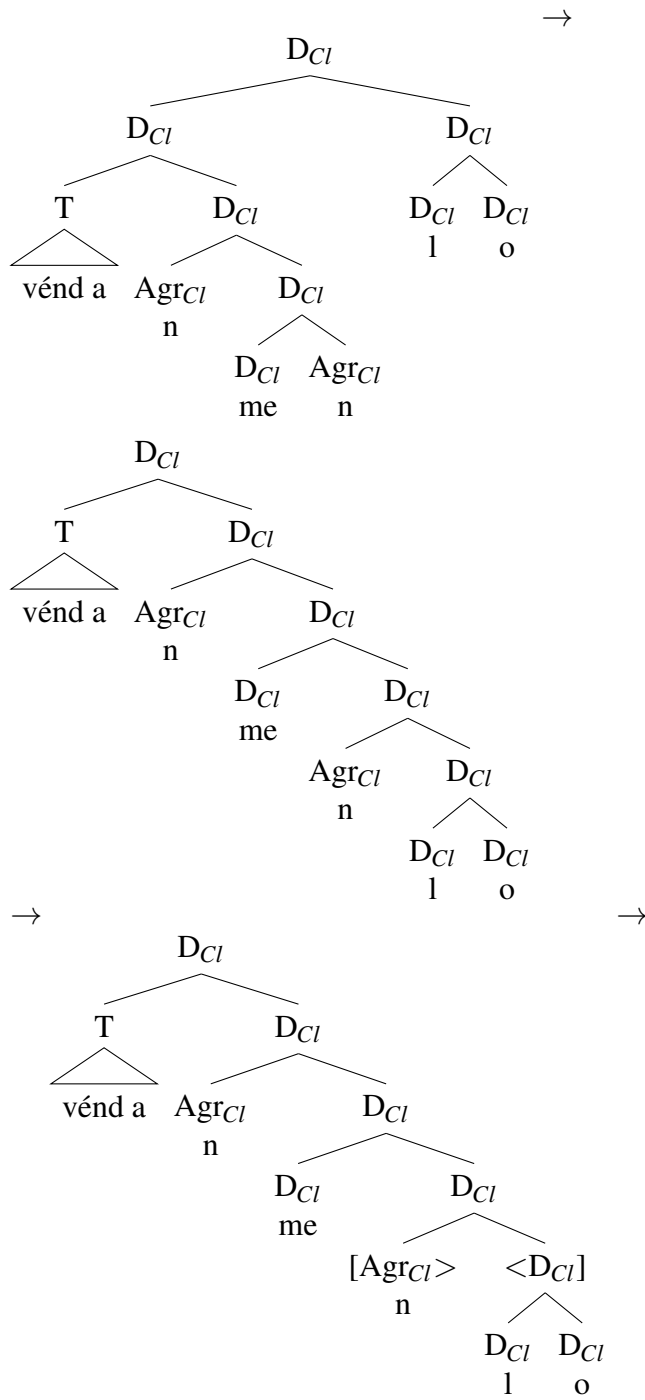 →
D_Cl
D_Cl D_Cl
T D_Cl D_Cl D_Cl
l o
vénd a Agr_Cl D_Cl
n
D_Cl Agr_Cl
me n
D_Cl
T D_Cl
vénd a Agr_Cl D_Cl
n
D_Cl D_Cl
me
Agr_Cl D_Cl
n
D_Cl D_Cl
l o
→ →
D_Cl
T D_Cl
vénd a Agr_Cl D_Cl
n
D_Cl D_Cl
me
[Agr_Cl> <D_Cl]
n
D_Cl D_Cl
l o